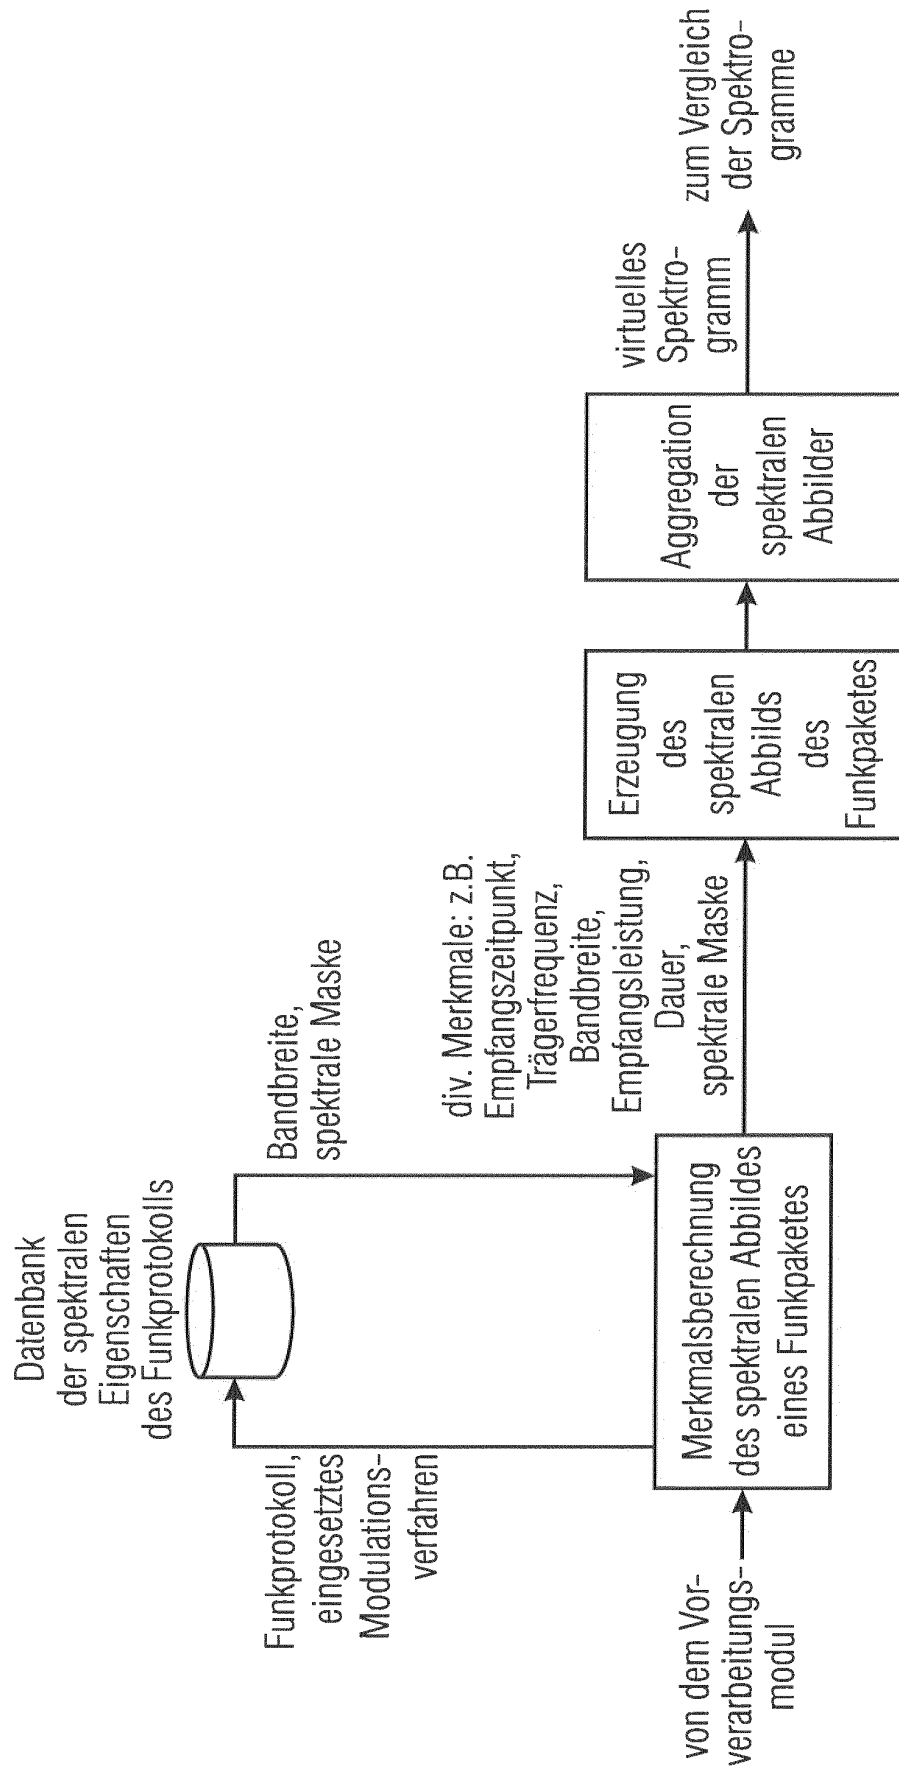 Datenbank
der spektralen
Eigenschaften
des Funkprotokolls
Funkprotokoll,
eingesetztes
Modulations-
verfahren
Bandbreite,
spektrale Maske
von dem Vor-
verarbeitungs-
modul
Merkmalsberechnung
des spektralen Abbildes
eines Funkpaketes
div. Merkmale: z.B.
Empfangszeitpunkt,
Trägerfrequenz,
Bandbreite,
Empfangsleistung,
Dauer,
spektrale Maske
Erzeugung
des
spektralen
Abbilds
des
Funkpaketes
Aggregation
der
spektralen
Abbilder
virtuelles
Spektro-
gramm
zum Vergleich
der Spektro-
gramme